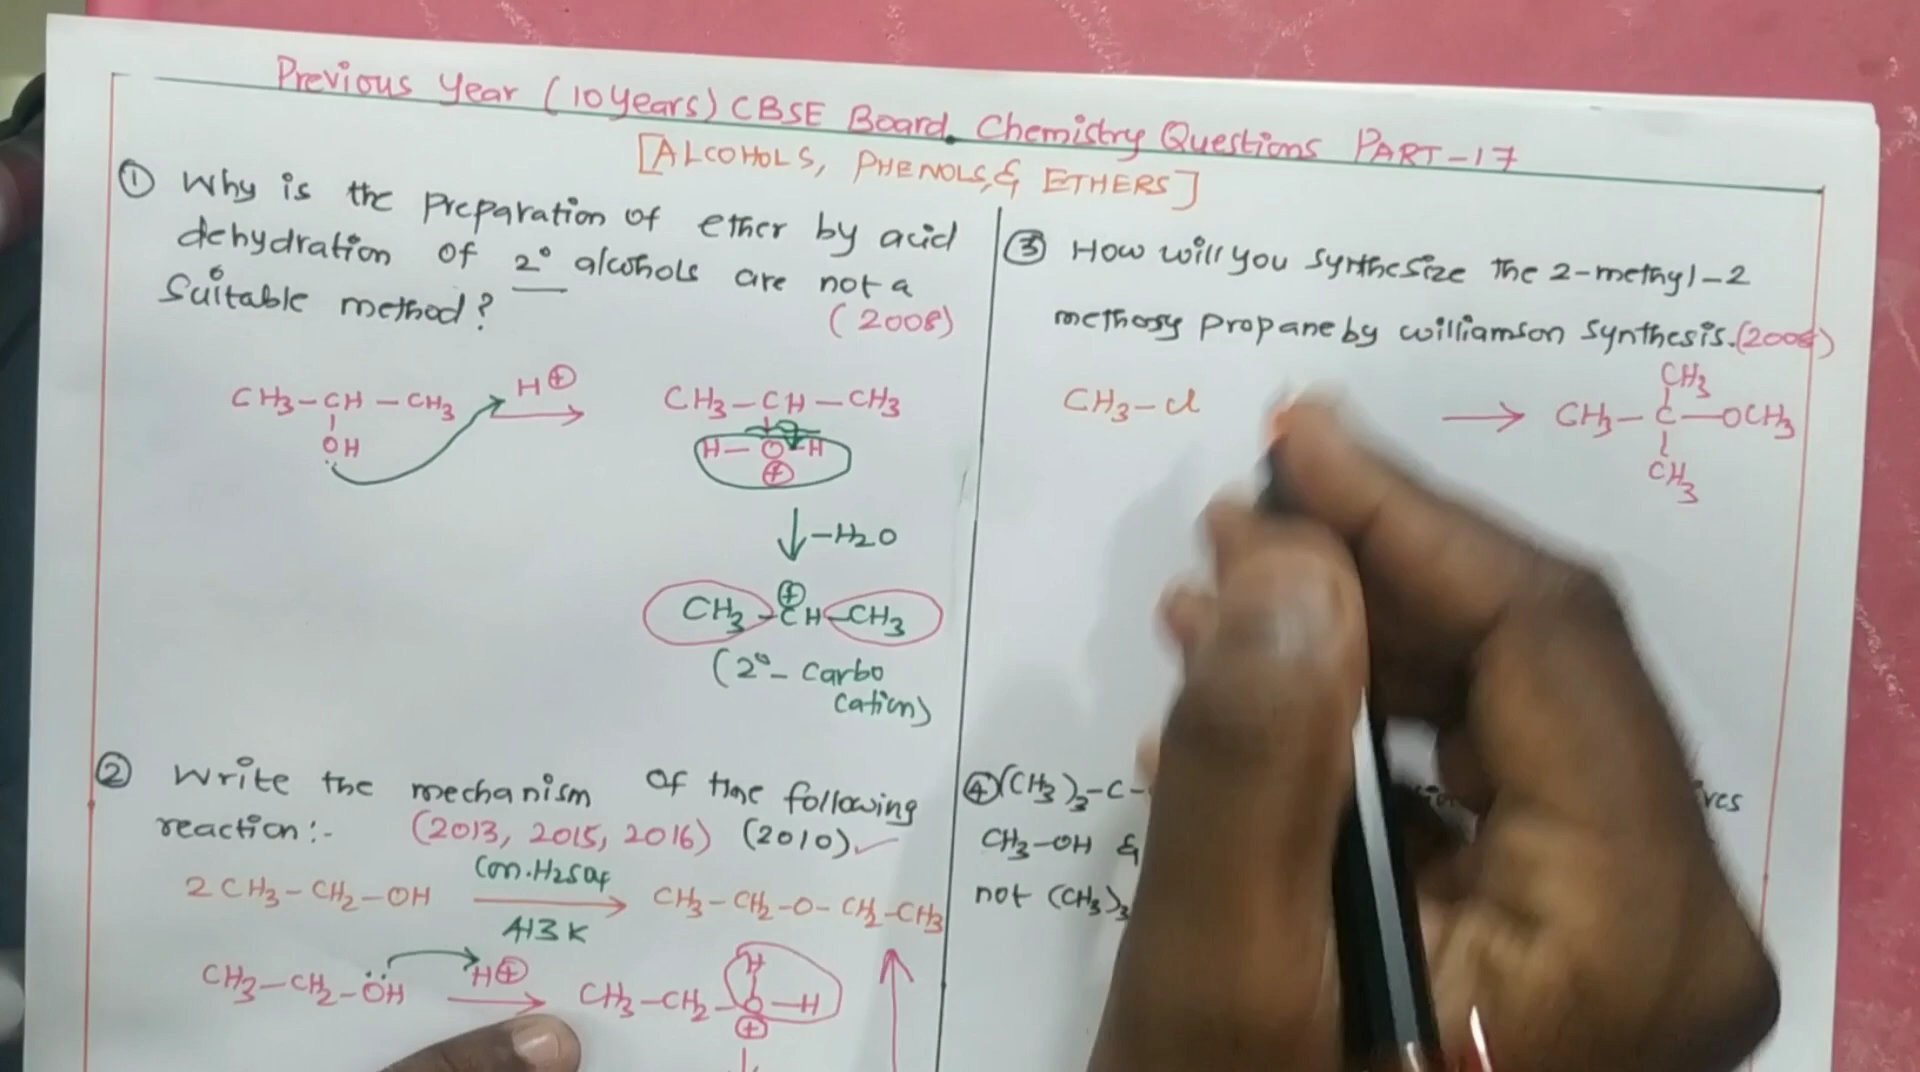 Previous Year (10 years) CBSE Board Chemistry Questions PART-17
[ALCOHOLS, PHENOLS, & ETHERS]
① Why is the preparation of ether by acid
dehydration of 2° alcohols are not a
Suitable method? (2008)
CH3-CH-CH3 H⊕ CH3-CH-CH3
OH H-O-H
⊕
↓-H2O
CH3-CH-CH3
⊕
(2°- Carbo
Cation)
② Write the mechanism of the following
reaction:- (2013, 2015, 2016) (2010)
2CH3-CH2-OH Con.H2SO4 CH3-CH2-O-CH2-CH3
413K
CH3-CH2-ÖH H⊕ CH3-CH2-O-H
H
⊕
③ How will you synthesize the 2-methyl-2
methoxy propane by williamson synthesis.
CH3-Cl → CH3-C-OCH3
CH3
CH3
④ (CH3)3-C-
CH3-OH &
not (CH3)3